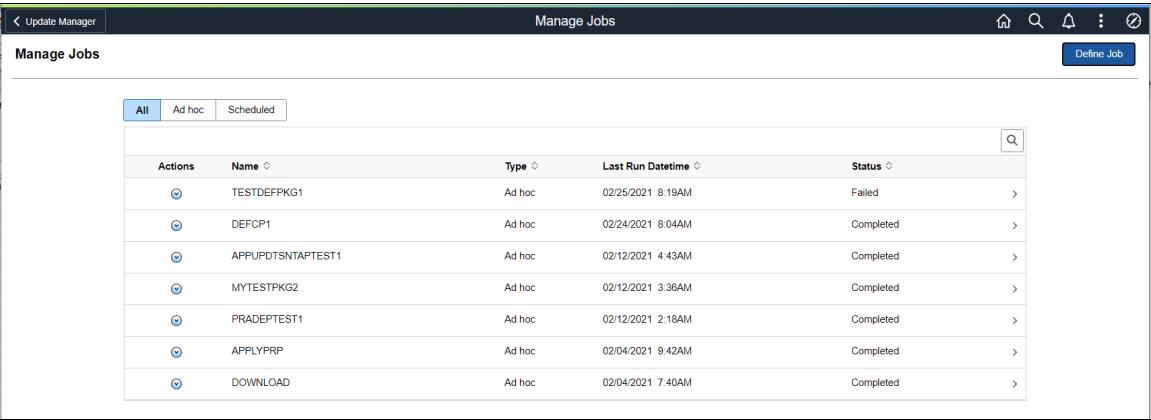 Update Manager Manage Jobs
Manage Jobs Define Job
All Ad hoc Scheduled
Actions Name Type Last Run Datetime Status
TESTDEFPKG1 Ad hoc 02/25/2021 8:19AM Failed
DEFCP1 Ad hoc 02/24/2021 8:04AM Completed
APPUPDTSNTAPTEST1 Ad hoc 02/12/2021 4:43AM Completed
MYTESTPKG2 Ad hoc 02/12/2021 3:36AM Completed
PRADEPTEST1 Ad hoc 02/12/2021 2:18AM Completed
APPLYPRP Ad hoc 02/04/2021 9:42AM Completed
DOWNLOAD Ad hoc 02/04/2021 7:40AM Completed